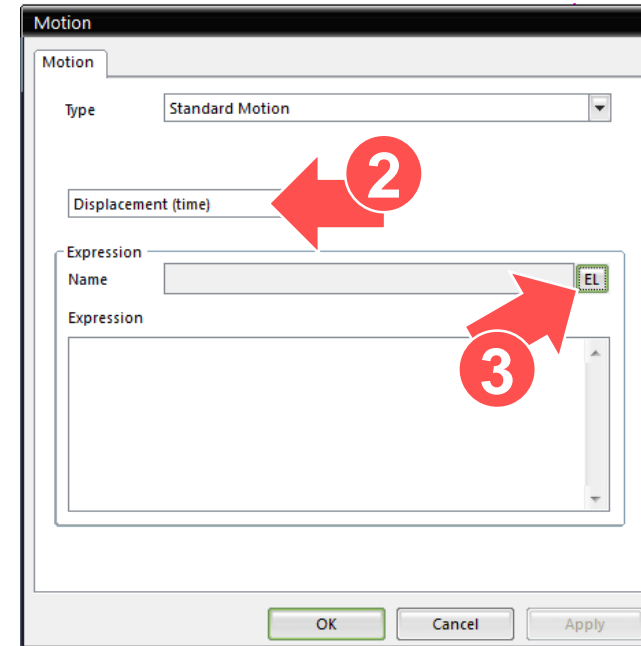 Motion
Motion
Type Standard Motion
2
Displacement (time)
Expression
Name EL
Expression
3
OK Cancel Apply